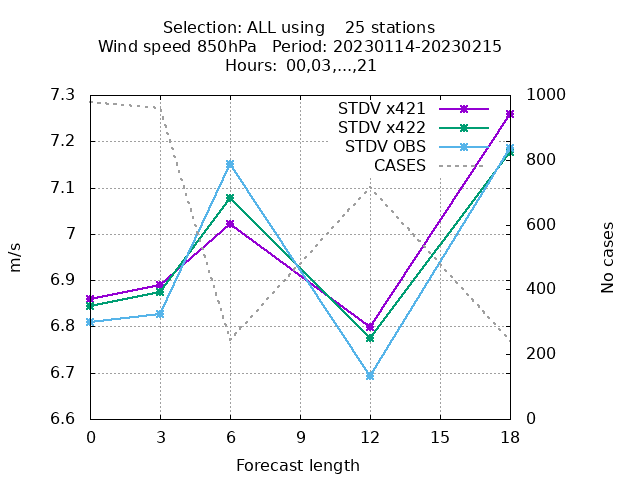 Selection: ALL using    25 stations
Wind speed 850hPa   Period: 20230114-20230215
Hours: 00,03,...,21
STDV x421
STDV x422
STDV OBS
CASES
7.3
7.2
7.1
7
6.9
6.8
6.7
6.6
m/s
1000
800
600
400
200
0
No cases
0 3 6 9 12 15 18
Forecast length